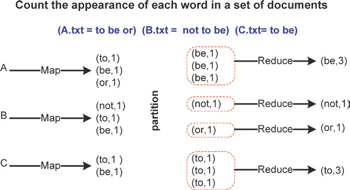 Count the appearance of each word in a set of documents
(A.txt = to be or) (B.txt = not to be) (C.txt= to be)
A
Map
(to,1)
(be,1)
(or,1)
B
Map
(not,1)
(to,1)
(be,1)
C
Map
(to,1 )
(be,1)
partition
(be,1)
(be,1)
(be,1)
Reduce
(be,3)
(not,1)
Reduce
(not,1)
(or,1)
Reduce
(or,1)
(to,1)
(to,1)
(to,1)
Reduce
(to,3)